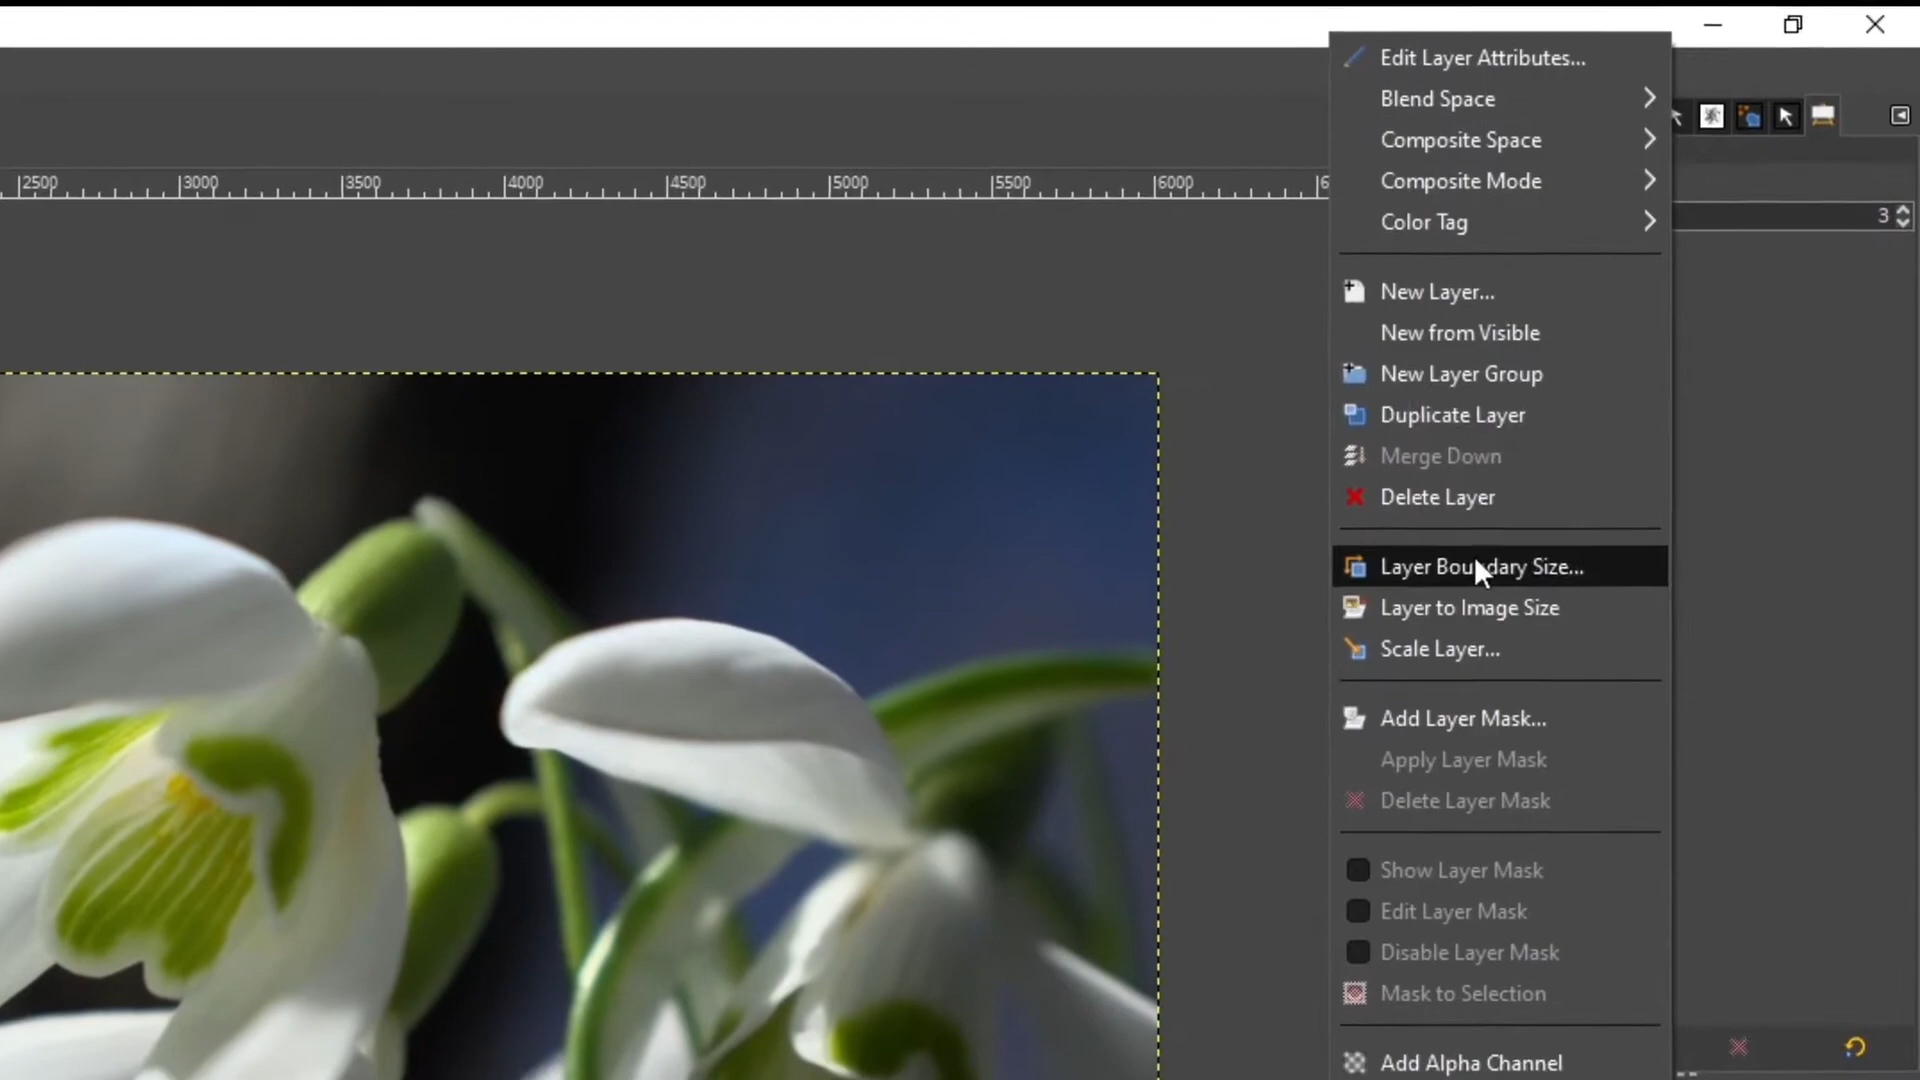 Edit Layer Attributes...
Blend Space
Composite Space
Composite Mode
Color Tag
2500 3000 3500 4000 4500 5000 5500 6000 6
3
New Layer...
New from Visible
New Layer Group
Duplicate Layer
Merge Down
Delete Layer
Layer Boundary Size...
Layer to Image Size
Scale Layer...
Add Layer Mask...
Apply Layer Mask
Delete Layer Mask
Show Layer Mask
Edit Layer Mask
Disable Layer Mask
Mask to Selection
Add Alpha Channel